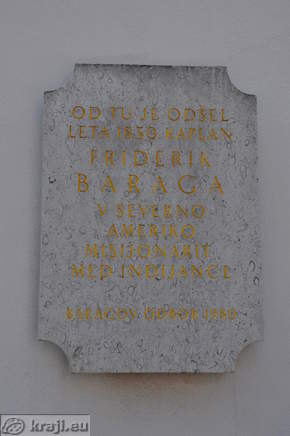 OD TU JE ODŠEL
LETA 1830 KAPLAN
FRIDERIK
BARAGA
V SEVERNO
AMERIKO
MISIJONARIT
MED INDIJANCE
BARAGOV ODBOR 1980
© kraji.eu